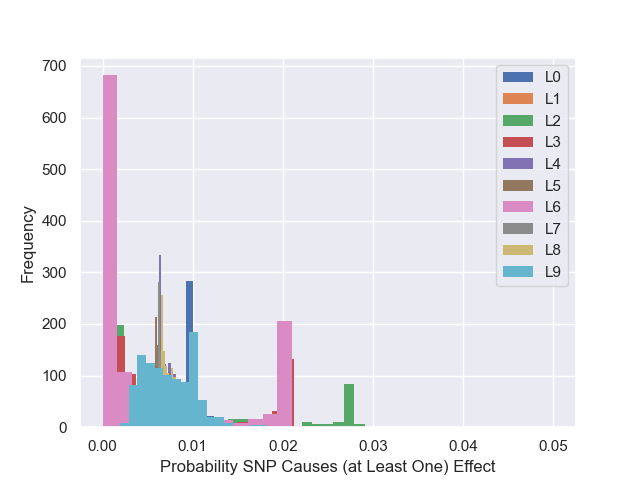 700
600
500
400
300
200
100
0
Frequency
0.00 0.01 0.02 0.03 0.04 0.05
Probability SNP Causes (at Least One) Effect
L0
L1
L2
L3
L4
L5
L6
L7
L8
L9